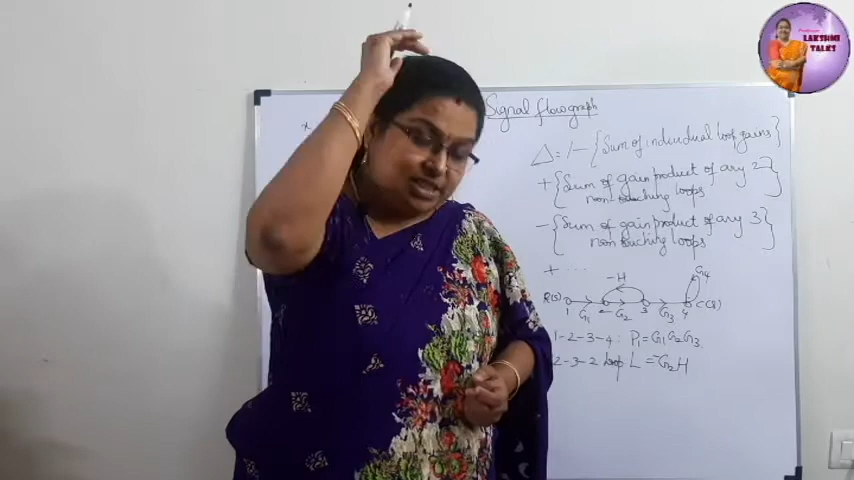 LAKSHMI
TALKS
Signal flowgraph
x
Δ = 1 - {Sum of individual loop gains}
+ {Sum of gain product of any 2
non touching loops}
- {Sum of gain product of any 3
non touching loops}
+ ...
-H
G4
R(s) C(s)
1 2 3 4
G1 G2 G3
1-2-3-4: P1 = G1G2G3.
2-3-2 loop L = -G2H